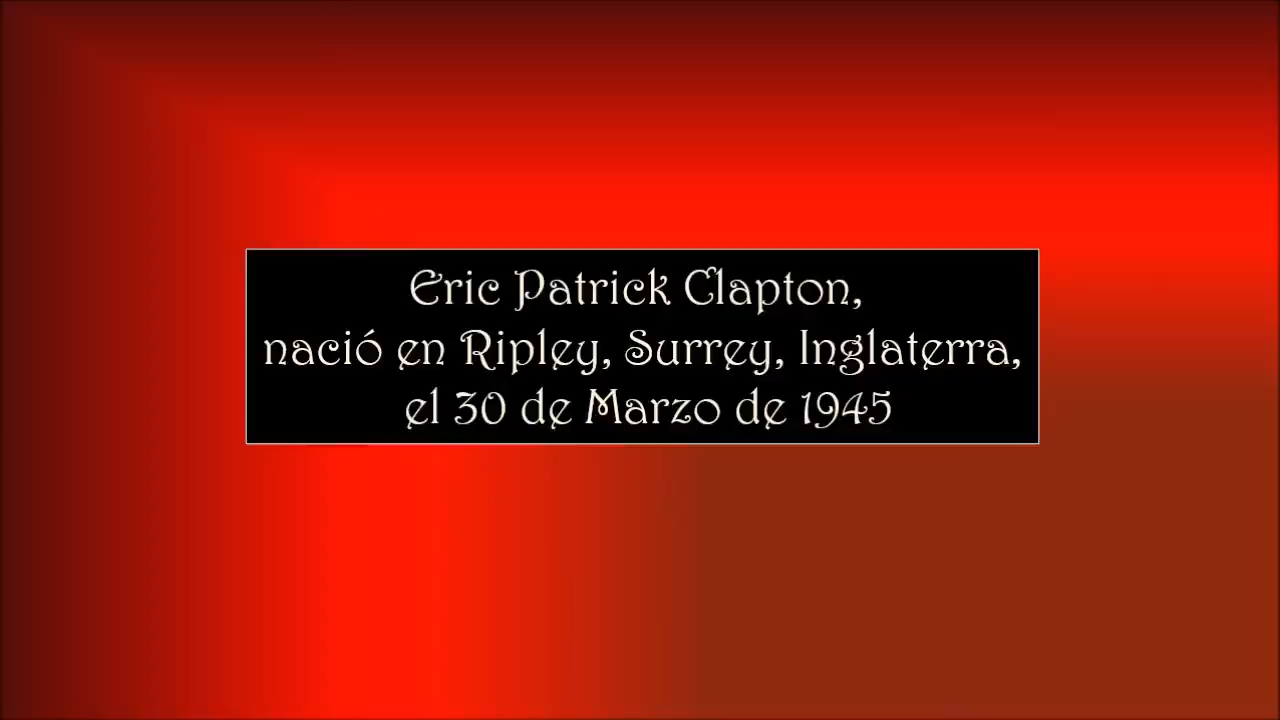 Eric Patrick Clapton,
nació en Ripley, Surrey, Inglaterra,
el 30 de Marzo de 1945